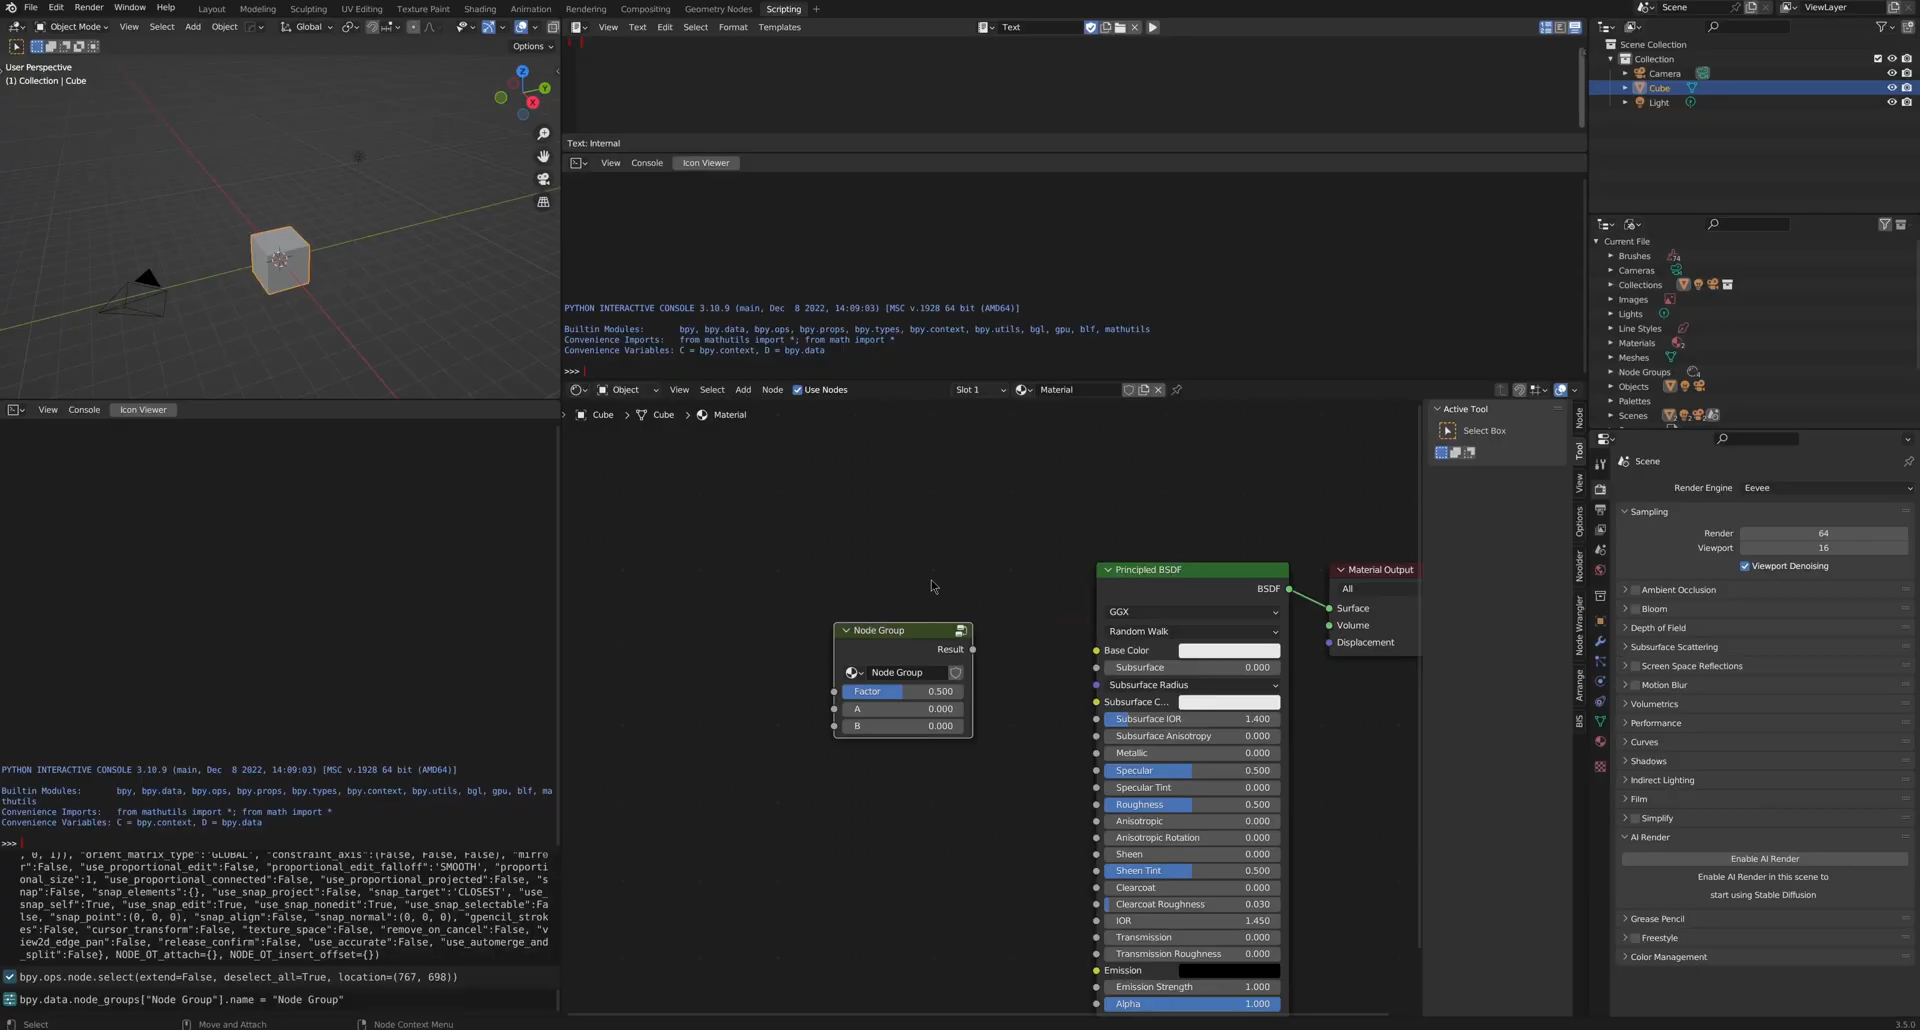 File Edit Render Window Help Layout Modeling Sculpting UV Editing Texture Paint Shading Animation Rendering Compositing Geometry Nodes Scripting + Scene ViewLayer
Object Mode View Select Add Object Global
Options
User Perspective
(1) Collection | Cube
Z
Y
X
View Text Edit Select Format Templates Text
1
Text: Internal
View Console Icon Viewer
PYTHON INTERACTIVE CONSOLE 3.10.9 (main, Dec  8 2022, 14:09:03) [MSC v.1928 64 bit (AMD64)]
Builtin Modules:      bpy, bpy.data, bpy.ops, bpy.props, bpy.types, bpy.context, bpy.utils, bgl, gpu, blf, mathutils
Convenience Imports:  from mathutils import *; from math import *
Convenience Variables: C = bpy.context, D = bpy.data
>>>
Object View Select Add Node Use Nodes Slot 1 Material
Cube > Cube > Material
Node Group
Result
Node Group
Factor 0.500
A 0.000
B 0.000
Principled BSDF
BSDF
GGX
Random Walk
Base Color
Subsurface 0.000
Subsurface Radius
Subsurface C...
Subsurface IOR 1.400
Subsurface Anisotropy 0.000
Metallic 0.000
Specular 0.500
Specular Tint 0.000
Roughness 0.500
Anisotropic 0.000
Anisotropic Rotation 0.000
Sheen 0.000
Sheen Tint 0.500
Clearcoat 0.000
Clearcoat Roughness 0.030
IOR 1.450
Transmission 0.000
Transmission Roughness 0.000
Emission
Emission Strength 1.000
Alpha 1.000
Material Output
All
Surface
Volume
Displacement
Active Tool
Select Box
Node
Tool
View
Options
Noolder
Node Wrangler
Arrange
BIS
View Console Icon Viewer
PYTHON INTERACTIVE CONSOLE 3.10.9 (main, Dec  8 2022, 14:09:03) [MSC v.1928 64 bit (AMD64)]
Builtin Modules:      bpy, bpy.data, bpy.ops, bpy.props, bpy.types, bpy.context, bpy.utils, bgl, gpu, blf, ma
thutils
Convenience Imports:  from mathutils import *; from math import *
Convenience Variables: C = bpy.context, D = bpy.data
>>>
, 0, 1)), "orient_matrix_type":'GLOBAL', "constraint_axis":(False, False, False), "mirro
r":False, "use_proportional_edit":False, "proportional_edit_falloff":'SMOOTH', "proporti
onal_size":1, "use_proportional_connected":False, "use_proportional_projected":False, "s
nap":False, "snap_elements":{}, "use_snap_project":False, "snap_target":'CLOSEST', "use_
snap_self":True, "use_snap_edit":True, "use_snap_nonedit":True, "use_snap_selectable":Fa
lse, "snap_point":(0, 0, 0), "snap_align":False, "snap_normal":(0, 0, 0), "gpencil_strok
es":False, "cursor_transform":False, "texture_space":False, "remove_on_cancel":False, "v
iew2d_edge_pan":False, "release_confirm":False, "use_accurate":False, "use_automerge_and
_split":False}, NODE_OT_attach={}, NODE_OT_insert_offset={})
bpy.ops.node.select(extend=False, deselect_all=True, location=(767, 698))
bpy.data.node_groups["Node Group"].name = "Node Group"
Scene Collection
Collection
Camera
Cube
Light
Current File
Brushes 74
Cameras
Collections
Images
Lights
Line Styles
Materials 2
Meshes
Node Groups 4
Objects
Palettes
Scenes
Scene
Render Engine Eevee
Sampling
Render 64
Viewport 16
Viewport Denoising
Ambient Occlusion
Bloom
Depth of Field
Subsurface Scattering
Screen Space Reflections
Motion Blur
Volumetrics
Performance
Curves
Shadows
Indirect Lighting
Film
Simplify
AI Render
Enable AI Render
Enable AI Render in this scene to
start using Stable Diffusion
Grease Pencil
Freestyle
Color Management
Select Move and Attach Node Context Menu 3.5.0